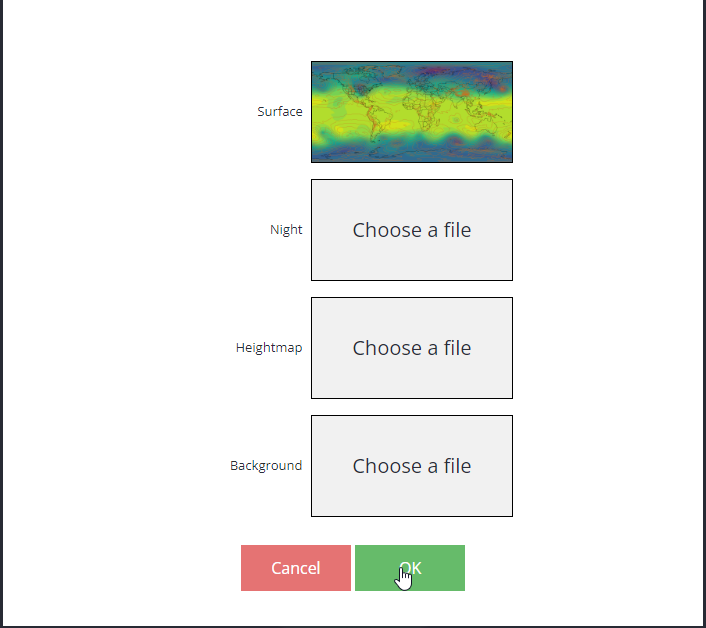 Surface
Night
Choose a file
Heightmap
Choose a file
Background
Choose a file
Cancel
OK